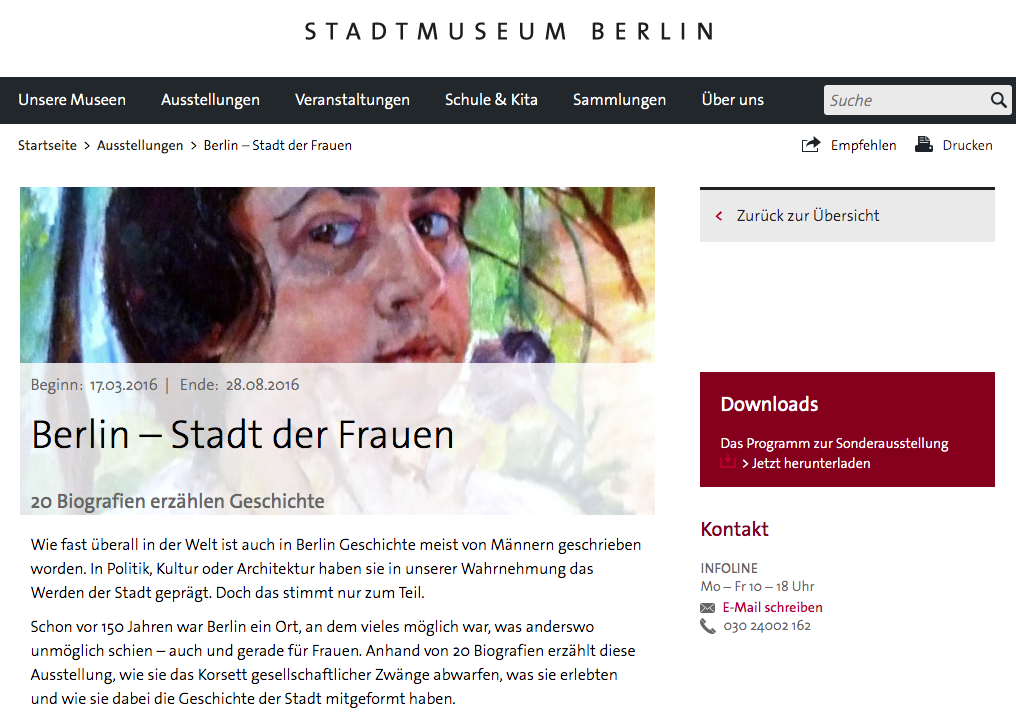 STADTMUSEUM BERLIN
Unsere Museen Ausstellungen Veranstaltungen Schule & Kita Sammlungen Über uns Suche
Startseite > Ausstellungen > Berlin – Stadt der Frauen Empfehlen Drucken
< Zurück zur Übersicht
Beginn: 17.03.2016 | Ende: 28.08.2016
Berlin – Stadt der Frauen
20 Biografien erzählen Geschichte
Wie fast überall in der Welt ist auch in Berlin Geschichte meist von Männern geschrieben
worden. In Politik, Kultur oder Architektur haben sie in unserer Wahrnehmung das
Werden der Stadt geprägt. Doch das stimmt nur zum Teil.
Schon vor 150 Jahren war Berlin ein Ort, an dem vieles möglich war, was anderswo
unmöglich schien – auch und gerade für Frauen. Anhand von 20 Biografien erzählt diese
Ausstellung, wie sie das Korsett gesellschaftlicher Zwänge abwarfen, was sie erlebten
und wie sie dabei die Geschichte der Stadt mitgeformt haben.
Downloads
Das Programm zur Sonderausstellung
> Jetzt herunterladen
Kontakt
INFOLINE
Mo – Fr 10 – 18 Uhr
E-Mail schreiben
030 24002 162